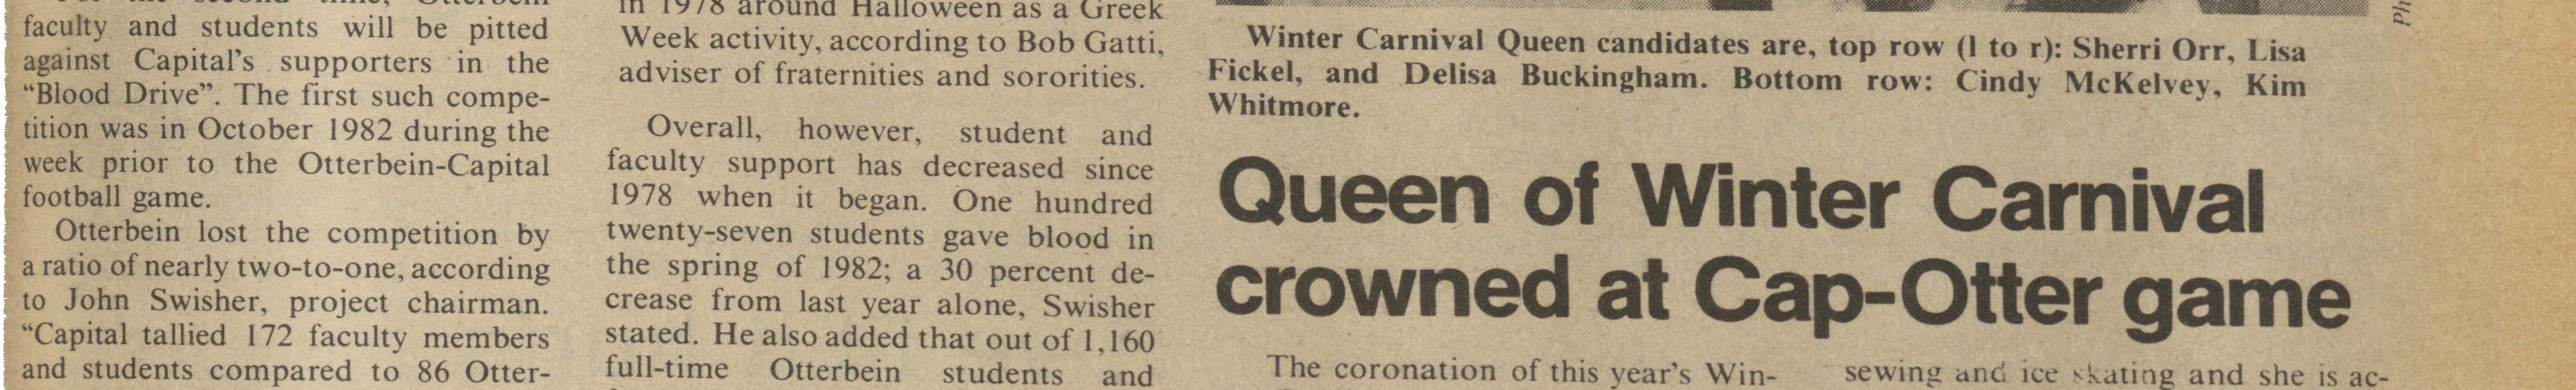 For the second time, Otterbein
faculty and students will be pitted
against Capital's supporters in the
“Blood Drive”. The first such compe-
tition was in October 1982 during the
week prior to the Otterbein-Capital
football game.
Otterbein lost the competition by
a ratio of nearly two-to-one, according
to John Swisher, project chairman.
“Capital tallied 172 faculty members
and students compared to 86 Otter-
in 1978 around Halloween as a Greek
Week activity, according to Bob Gatti,
adviser of fraternities and sororities.
Overall, however, student and
faculty support has decreased since
1978 when it began. One hundred
twenty-seven students gave blood in
the spring of 1982; a 30 percent de-
crease from last year alone, Swisher
stated. He also added that out of 1,160
full-time Otterbein students and
Ph
Winter Carnival Queen candidates are, top row (l to r): Sherri Orr, Lisa
Fickel, and Delisa Buckingham. Bottom row: Cindy McKelvey, Kim
Whitmore.
Queen of Winter Carnival
crowned at Cap-Otter game
The coronation of this year's Win-
sewing and ice skating and she is ac-